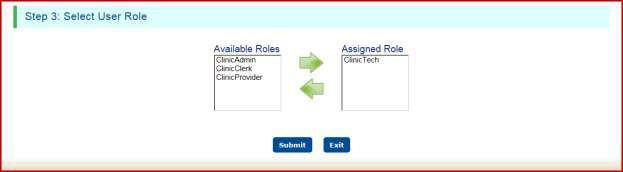 Step 3: Select User Role
Available Roles
ClinicAdmin
ClinicClerk
ClinicProvider
Assigned Role
ClinicTech
Submit
Exit